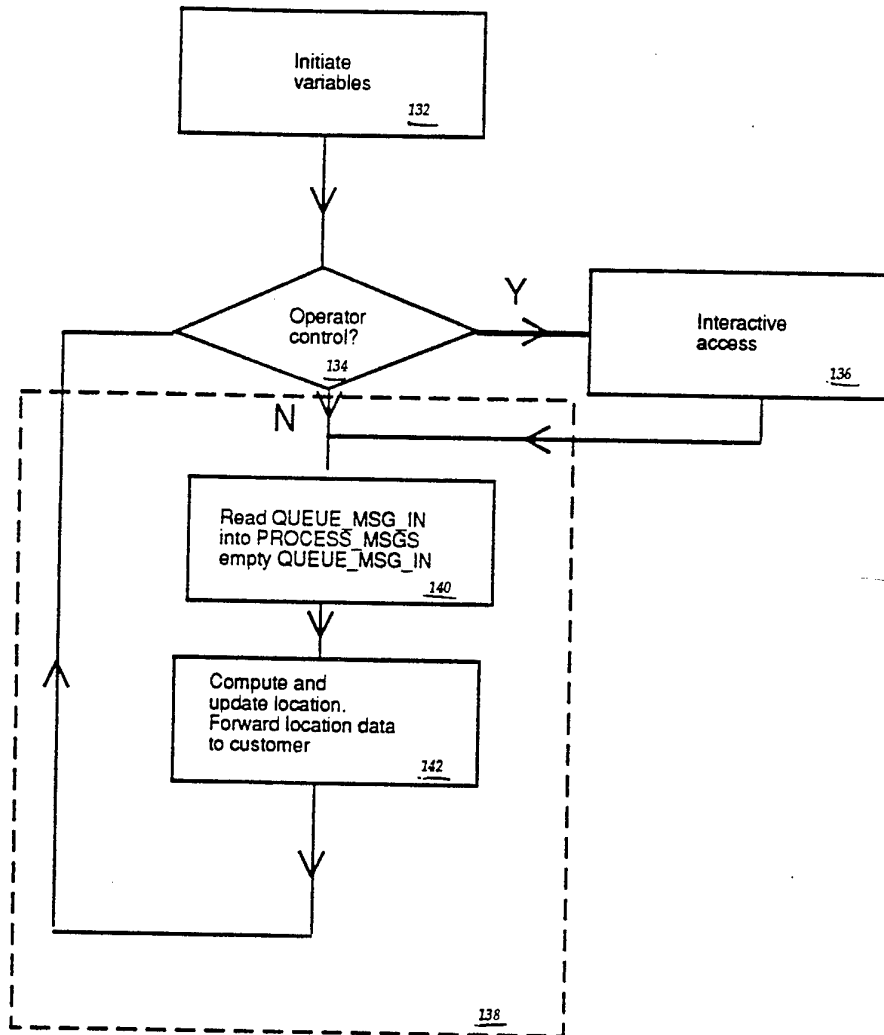 Initiate
variables
132
Operator
control?
134
Y
Interactive
access
136
N
Read QUEUE_MSG_IN
into PROCESS_MSGS
empty QUEUE_MSG_IN
140
Compute and
update location.
Forward location data
to customer
142
138